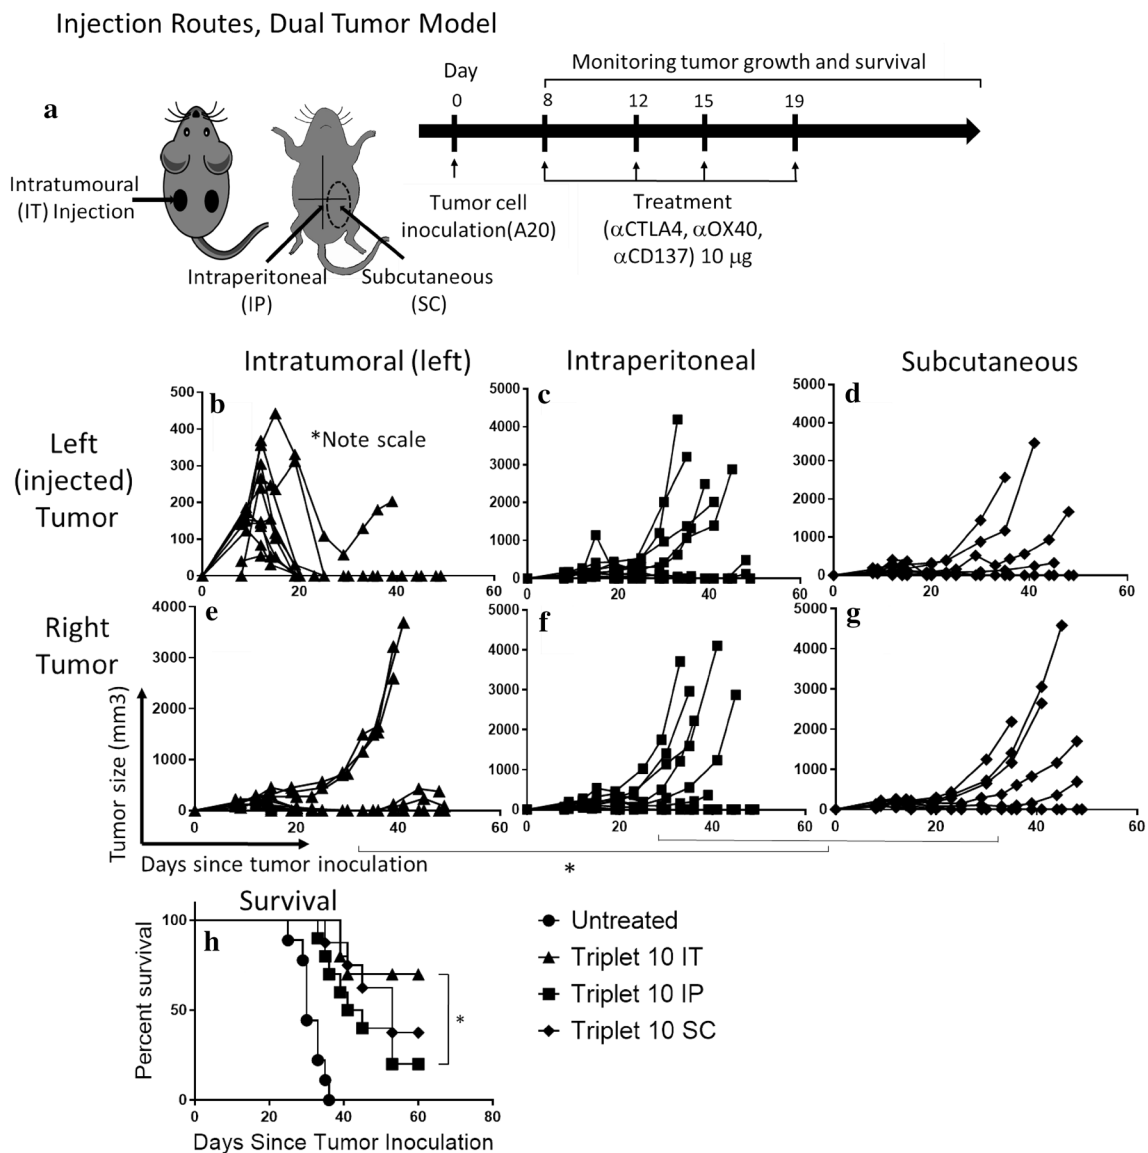 Injection Routes, Dual Tumor Model
a
Intratumoural
(IT) Injection
Intraperitoneal
(IP)
Subcutaneous
(SC)
Day
Monitoring tumor growth and survival
0
8
12
15
19
Tumor cell
inoculation(A20)
Treatment
(αCTLA4, αOX40,
αCD137) 10 µg
Intratumoral (left)
Intraperitoneal
Subcutaneous
Left
(injected)
Tumor
b
*Note scale
500
400
300
200
100
0
20
40
60
c
5000
4000
3000
2000
1000
0
0
20
40
60
d
5000
4000
3000
2000
1000
0
0
20
40
60
Right
Tumor
e
4000
3000
2000
1000
0
0
20
40
60
f
5000
4000
3000
2000
1000
0
0
20
40
60
g
5000
4000
3000
2000
1000
0
0
20
40
60
Tumor size (mm3)
Days since tumor inoculation
*
Survival
h
Percent survival
100
50
0
0
20
40
60
80
*
Days Since Tumor Inoculation
Untreated
Triplet 10 IT
Triplet 10 IP
Triplet 10 SC